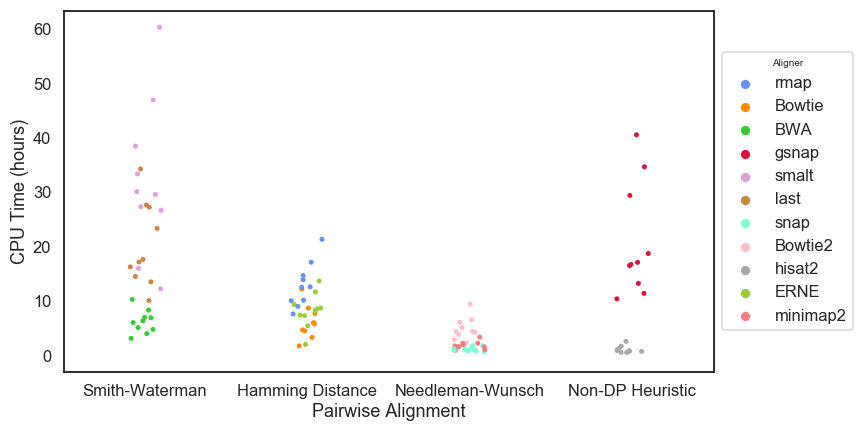 60
50
40
30
20
10
0
CPU Time (hours)
Smith-Waterman
Hamming Distance
Needleman-Wunsch
Non-DP Heuristic
Pairwise Alignment
Aligner
rmap
Bowtie
BWA
gsnap
smalt
last
snap
Bowtie2
hisat2
ERNE
minimap2